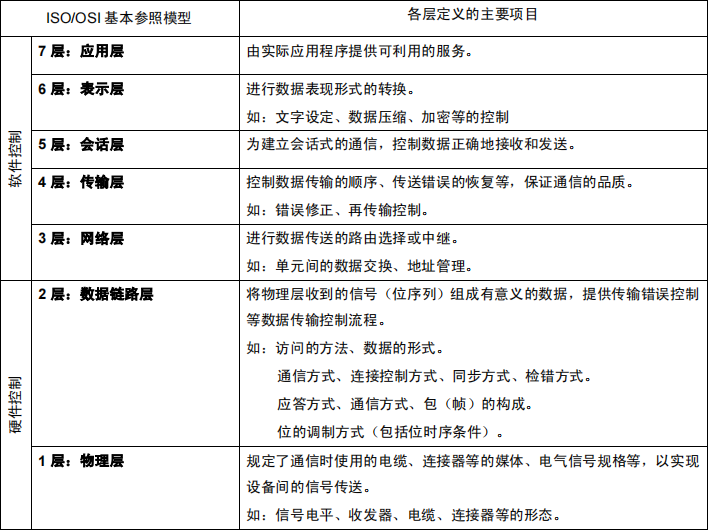 ISO/OSI 基本参照模型
各层定义的主要项目
软件控制
7 层：应用层
由实际应用程序提供可利用的服务。
6 层：表示层
进行数据表现形式的转换。
如：文字设定、数据压缩、加密等的控制
5 层：会话层
为建立会话式的通信，控制数据正确地接收和发送。
4 层：传输层
控制数据传输的顺序、传送错误的恢复等，保证通信的品质。
如：错误修正、再传输控制。
3 层：网络层
进行数据传送的路由选择或中继。
如：单元间的数据交换、地址管理。
硬件控制
2 层：数据链路层
将物理层收到的信号（位序列）组成有意义的数据，提供传输错误控制
等数据传输控制流程。
如：访问的方法、数据的形式。
通信方式、连接控制方式、同步方式、检错方式。
应答方式、通信方式、包（帧）的构成。
位的调制方式（包括位时序条件）。
1 层：物理层
规定了通信时使用的电缆、连接器等的媒体、电气信号规格等，以实现
设备间的信号传送。
如：信号电平、收发器、电缆、连接器等的形态。